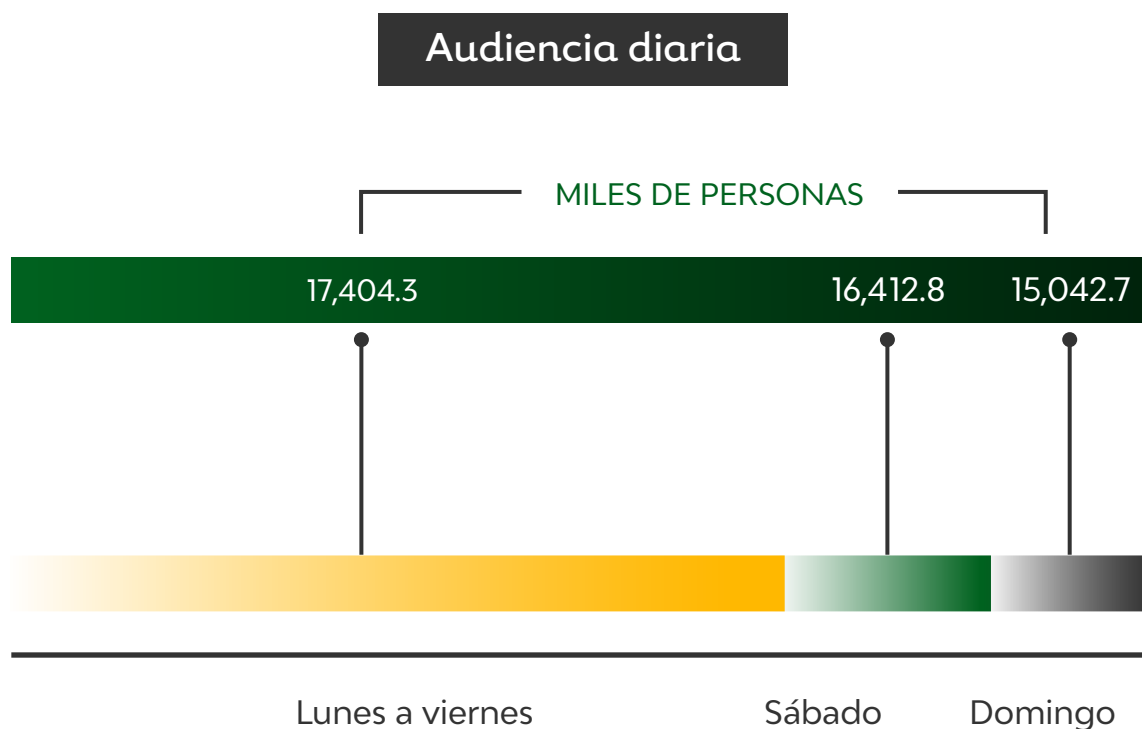 Audiencia diaria
MILES DE PERSONAS
17,404.3 16,412.8 15,042.7
Lunes a viernes Sábado Domingo